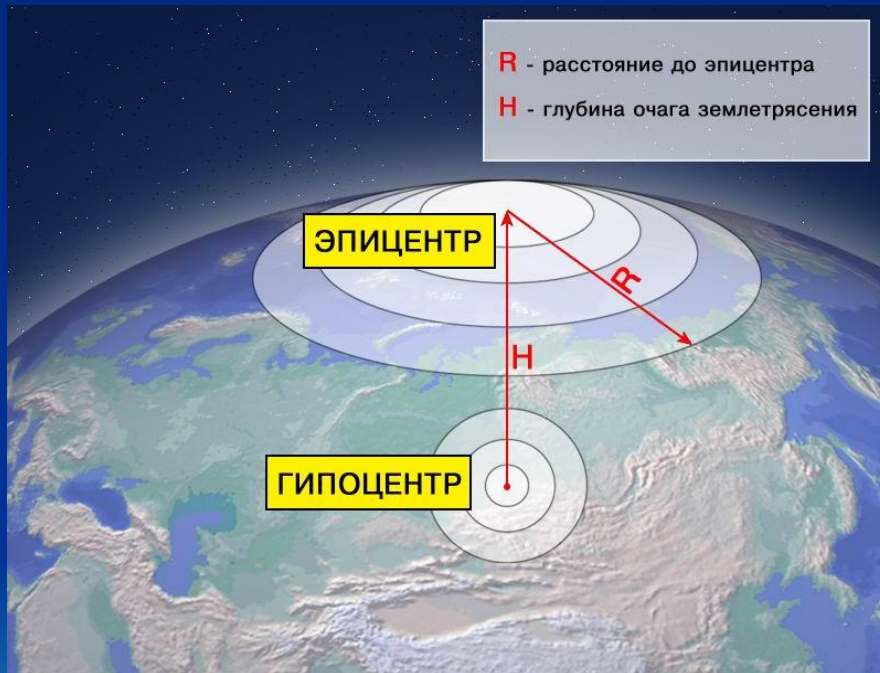 R - расстояние до эпицентра
H - глубина очага землетрясения
ЭПИЦЕНТР
R
H
ГИПОЦЕНТР